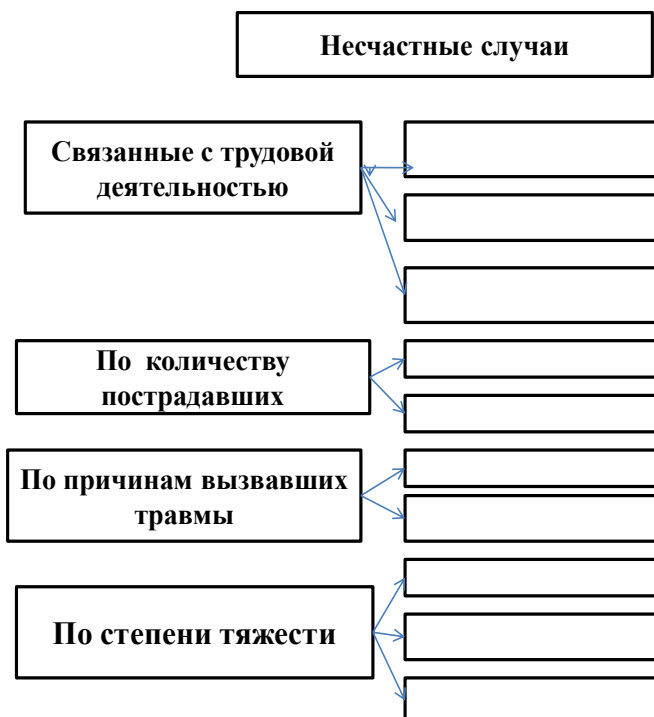 Несчастные случаи
Связанные с трудовой
деятельностью
По количеству
пострадавших
По причинам вызвавших
травмы
По степени тяжести